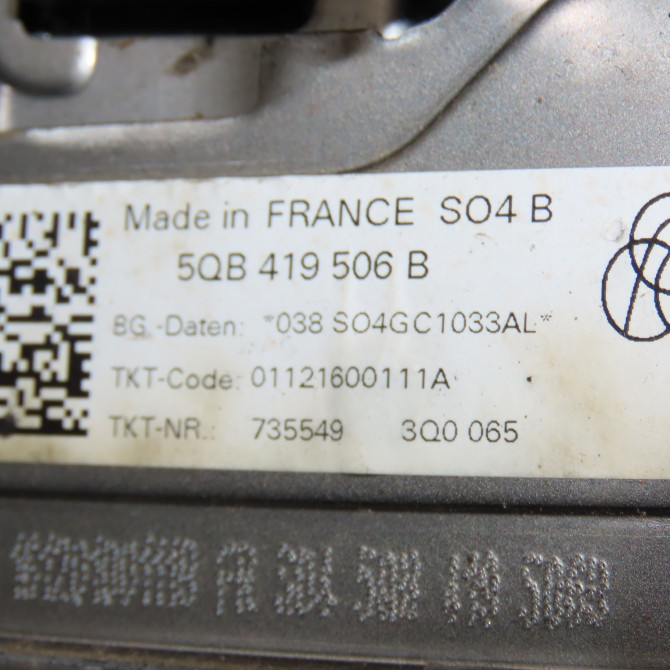 Made in FRANCE SO4 B
5QB 419 506 B
BG.-Daten: *038 SO4GC1033AL*
TKT-Code: 01121600111A
TKT-NR.: 735549 3Q0 065